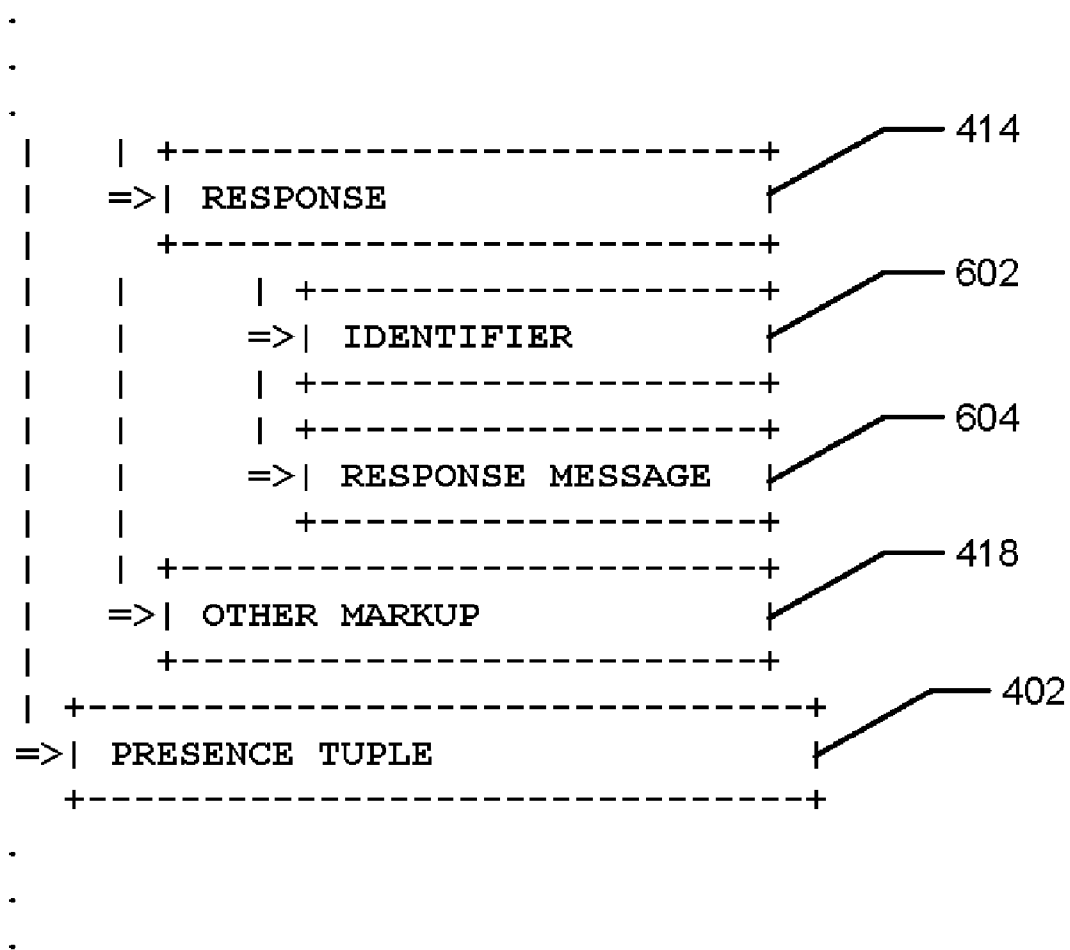 .
.
.
|   | +--------------------------+ 414
|   =>| RESPONSE |
|     +--------------------------+
|   |     | +--------------------+ 602
|   |     =>| IDENTIFIER |
|   |     | +--------------------+
|   |     | +--------------------+ 604
|   |     =>| RESPONSE MESSAGE |
|   |       +--------------------+
|   | +--------------------------+ 418
|   =>| OTHER MARKUP |
|     +--------------------------+
| +--------------------------------+ 402
=>| PRESENCE TUPLE |
  +--------------------------------+
.
.
.